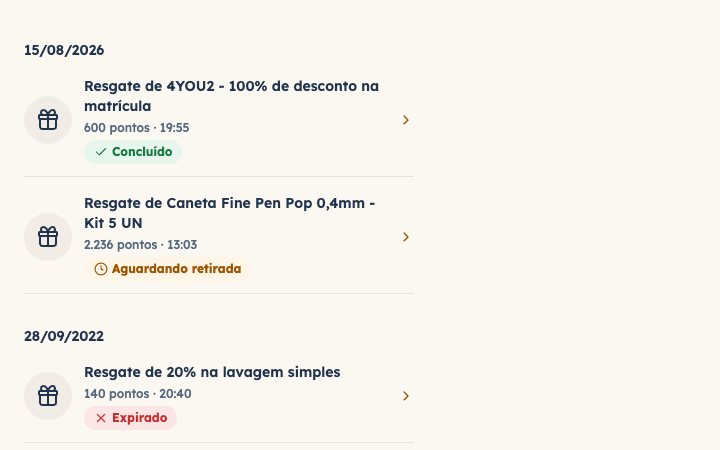 15/08/2026
Resgate de 4YOU2 - 100% de desconto na
matrícula
600 pontos · 19:55
Concluído
Resgate de Caneta Fine Pen Pop 0,4mm -
Kit 5 UN
2.236 pontos · 13:03
Aguardando retirada
28/09/2022
Resgate de 20% na lavagem simples
140 pontos · 20:40
Expirado